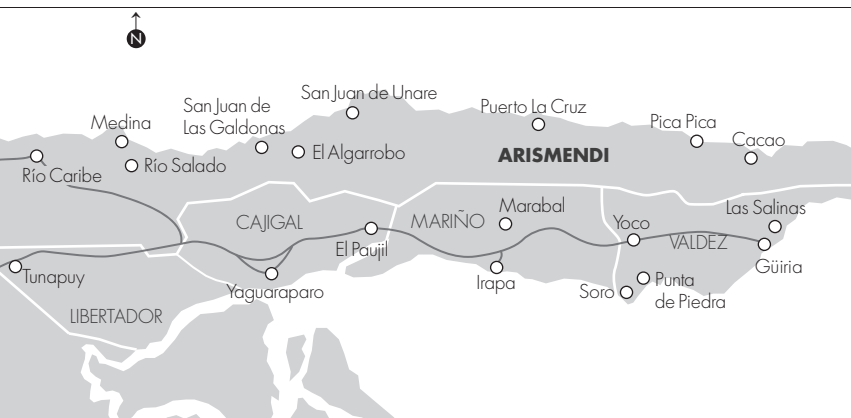 N
San Juan de Unare
San Juan de
Las Galdonas
Puerto La Cruz
Medina
Pica Pica
Cacao
El Algarrobo
ARISMENDI
Río Salado
Río Caribe
Marabal
Las Salinas
CAJIGAL
MARIÑO
Yoco
VALDEZ
El Paujil
Güiria
Tunapuy
Yaguaraparo
Irapa
Soro
Punta
de Piedra
LIBERTADOR